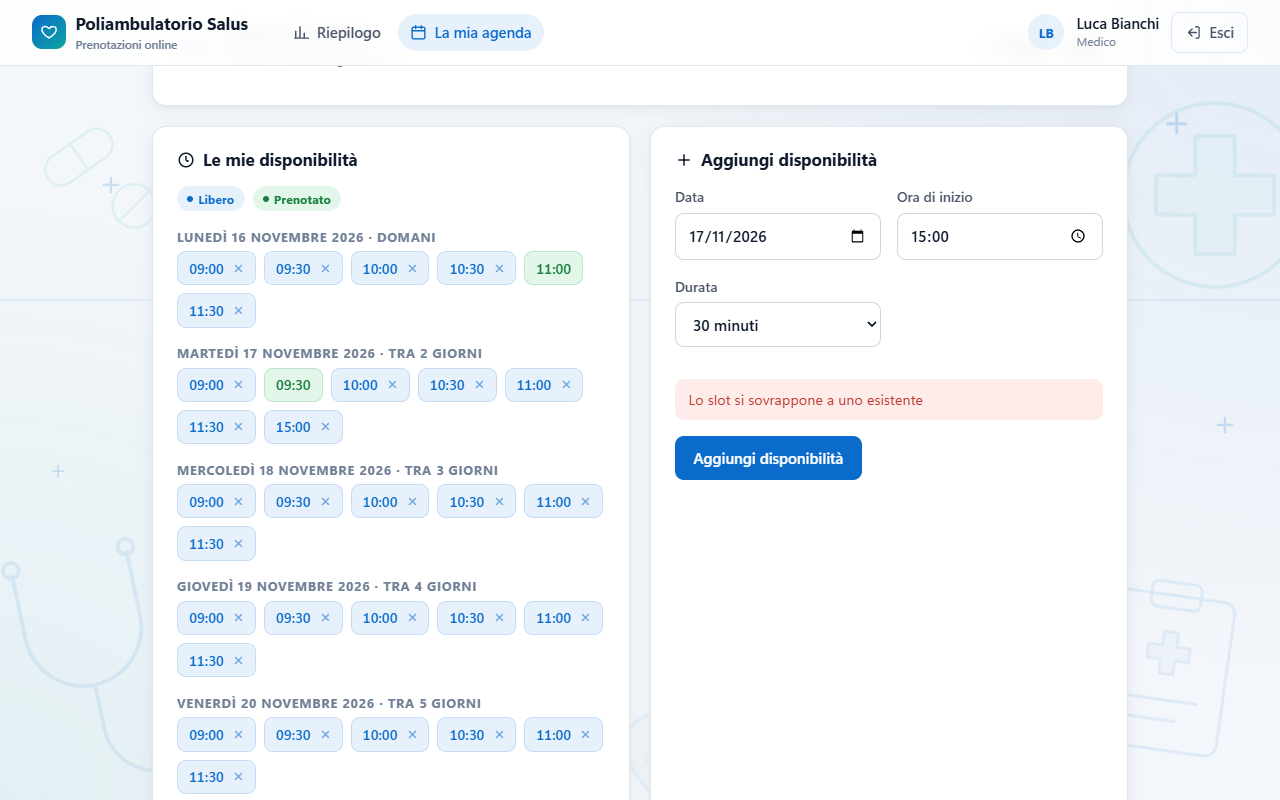 Poliambulatorio Salus
Prenotazioni online
Riepilogo
La mia agenda
LB
Luca Bianchi
Medico
Esci
Le mie disponibilità
Libero
Prenotato
LUNEDÌ 16 NOVEMBRE 2026 · DOMANI
09:00 × 09:30 × 10:00 × 10:30 × 11:00
11:30 ×
MARTEDÌ 17 NOVEMBRE 2026 · TRA 2 GIORNI
09:00 × 09:30 10:00 × 10:30 × 11:00 ×
11:30 × 15:00 ×
MERCOLEDÌ 18 NOVEMBRE 2026 · TRA 3 GIORNI
09:00 × 09:30 × 10:00 × 10:30 × 11:00 ×
11:30 ×
GIOVEDÌ 19 NOVEMBRE 2026 · TRA 4 GIORNI
09:00 × 09:30 × 10:00 × 10:30 × 11:00 ×
11:30 ×
VENERDÌ 20 NOVEMBRE 2026 · TRA 5 GIORNI
09:00 × 09:30 × 10:00 × 10:30 × 11:00 ×
11:30 ×
Aggiungi disponibilità
Data
Ora di inizio
17/11/2026
15:00
Durata
30 minuti
Lo slot si sovrappone a uno esistente
Aggiungi disponibilità